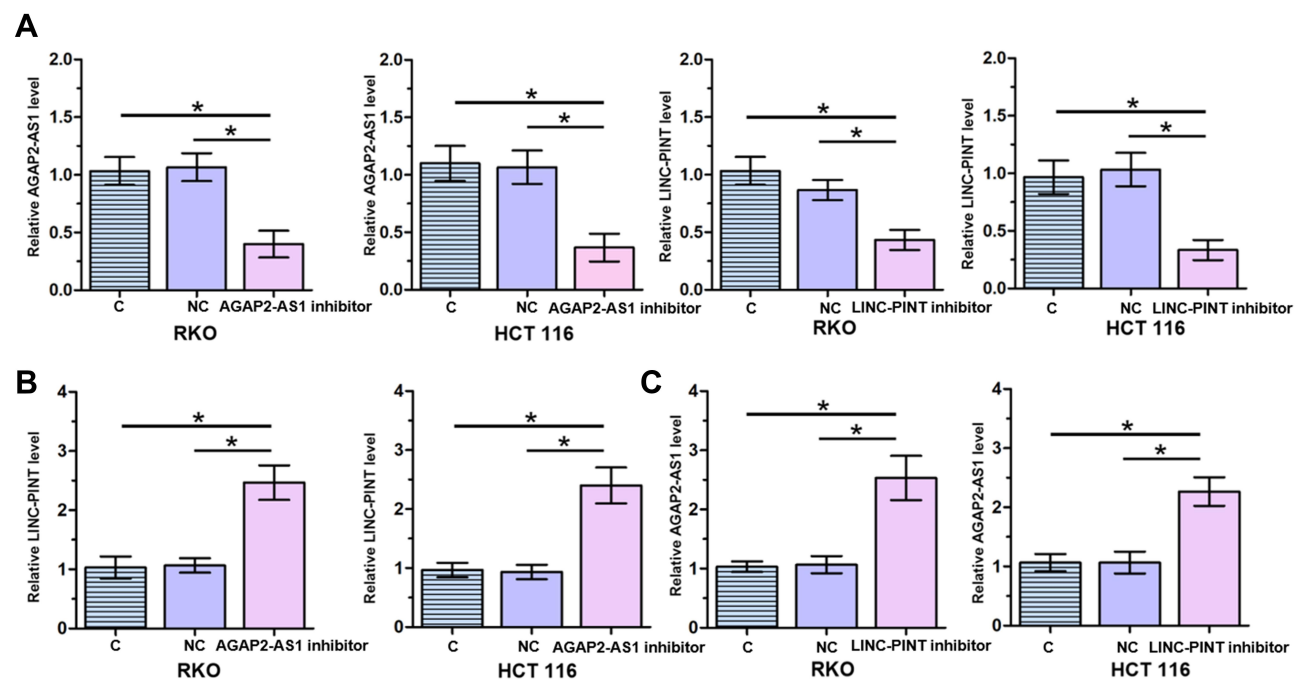 A
Relative AGAP2-AS1 level
2.0
1.5
1.0
0.5
0.0
*
*
C NC AGAP2-AS1 inhibitor
RKO
Relative AGAP2-AS1 level
2.0
1.5
1.0
0.5
0.0
*
*
C NC AGAP2-AS1 inhibitor
HCT 116
Relative LINC-PINT level
2.0
1.5
1.0
0.5
0.0
*
*
C NC LINC-PINT inhibitor
RKO
Relative LINC-PINT level
2.0
1.5
1.0
0.5
0.0
*
*
C NC LINC-PINT inhibitor
HCT 116
B
Relative LINC-PINT level
4
3
2
1
0
*
*
C NC AGAP2-AS1 inhibitor
RKO
Relative LINC-PINT level
4
3
2
1
0
*
*
C NC AGAP2-AS1 inhibitor
HCT 116
C
Relative AGAP2-AS1 level
4
3
2
1
0
*
*
C NC LINC-PINT inhibitor
RKO
Relative AGAP2-AS1 level
4
3
2
1
0
*
*
C NC LINC-PINT inhibitor
HCT 116